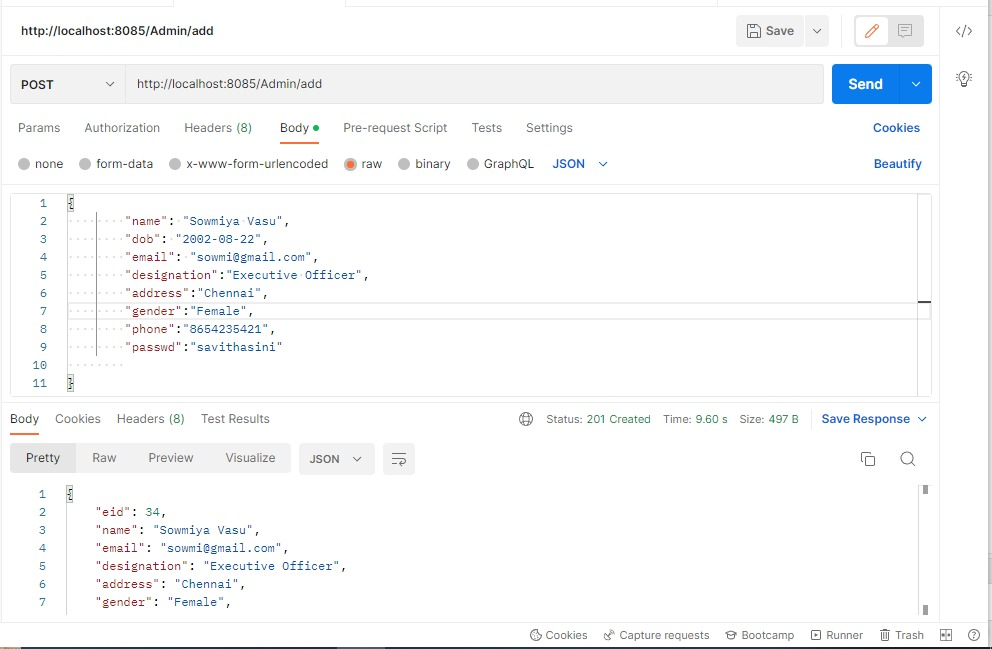 http://localhost:8085/Admin/add
Save
POST
http://localhost:8085/Admin/add
Send
Params Authorization Headers (8) Body Pre-request Script Tests Settings Cookies
none form-data x-www-form-urlencoded raw binary GraphQL JSON Beautify
1 {
2 "name": "Sowmiya Vasu",
3 "dob": "2002-08-22",
4 "email": "sowmi@gmail.com",
5 "designation":"Executive Officer",
6 "address":"Chennai",
7 "gender":"Female",
8 "phone":"8654235421",
9 "passwd":"savithasini"
10
11 }
Body Cookies Headers (8) Test Results Status: 201 Created Time: 9.60 s Size: 497 B Save Response
Pretty Raw Preview Visualize JSON
1 {
2 "eid": 34,
3 "name": "Sowmiya Vasu",
4 "email": "sowmi@gmail.com",
5 "designation": "Executive Officer",
6 "address": "Chennai",
7 "gender": "Female",
Cookies Capture requests Bootcamp Runner Trash